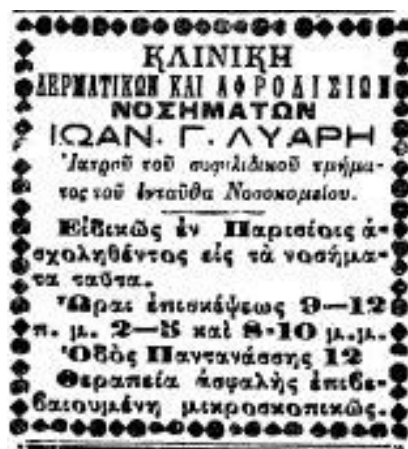 ΚΛΙΝΙΚΗ
ΔΕΡΜΑΤΙΚΩΝ ΚΑΙ ΑΦΡΟΔΙΣΙΩΝ
ΝΟΣΗΜΑΤΩΝ
ΙΩΑΝ. Γ. ΛΥΑΡΗ
Ἰατροῦ τοῦ συφιλιδικοῦ τμήμα-
τος τοῦ ἐνταῦθα Νοσοκομείου.
Εἰδικῶς ἐν Παρισίοις ἀ-
σχοληθέντος εἰς τὰ νοσήμα-
τα ταῦτα.
Ὧραι ἐπισκέψεως 9—12
π. μ. 2—5 καὶ 8-10 μ.μ.
Ὁδὸς Παντανάσσης 12
Θεραπεία ἀσφαλὴς ἐπιβε-
βαιουμένη μικροσκοπικῶς.